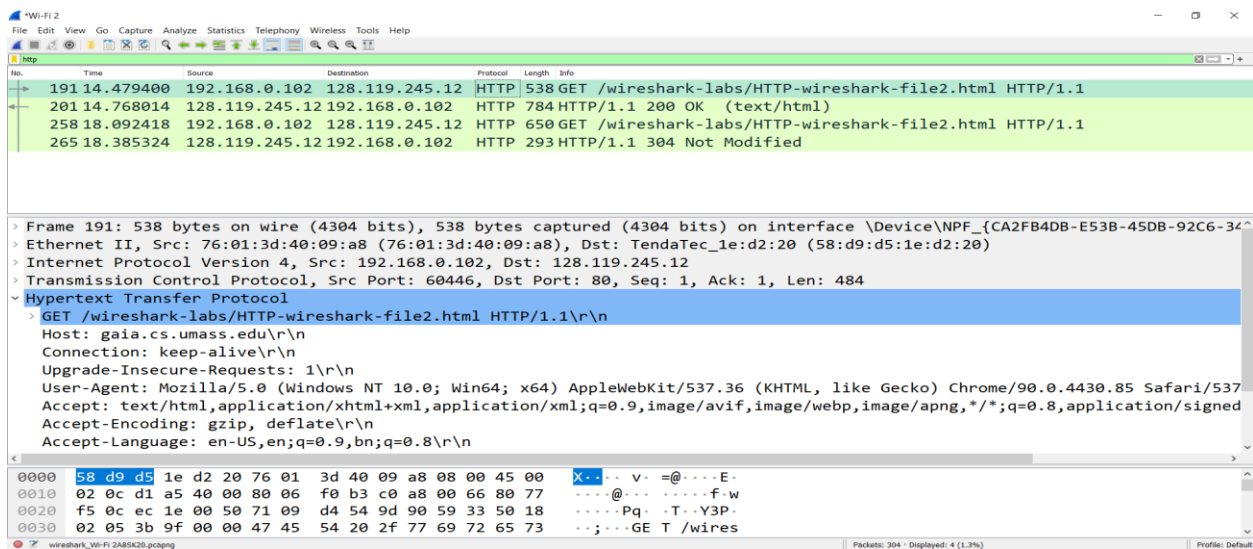 *Wi-Fi 2
File Edit View Go Capture Analyze Statistics Telephony Wireless Tools Help
http
No. Time Source Destination Protocol Length Info
191 14.479400 192.168.0.102 128.119.245.12 HTTP 538 GET /wireshark-labs/HTTP-wireshark-file2.html HTTP/1.1
201 14.768014 128.119.245.12 192.168.0.102 HTTP 784 HTTP/1.1 200 OK (text/html)
258 18.092418 192.168.0.102 128.119.245.12 HTTP 650 GET /wireshark-labs/HTTP-wireshark-file2.html HTTP/1.1
265 18.385324 128.119.245.12 192.168.0.102 HTTP 293 HTTP/1.1 304 Not Modified
Frame 191: 538 bytes on wire (4304 bits), 538 bytes captured (4304 bits) on interface \Device\NPF_{CA2FB4DB-E53B-45DB-92C6-34
Ethernet II, Src: 76:01:3d:40:09:a8 (76:01:3d:40:09:a8), Dst: TendaTec_1e:d2:20 (58:d9:d5:1e:d2:20)
Internet Protocol Version 4, Src: 192.168.0.102, Dst: 128.119.245.12
Transmission Control Protocol, Src Port: 60446, Dst Port: 80, Seq: 1, Ack: 1, Len: 484
Hypertext Transfer Protocol
GET /wireshark-labs/HTTP-wireshark-file2.html HTTP/1.1\r\n
Host: gaia.cs.umass.edu\r\n
Connection: keep-alive\r\n
Upgrade-Insecure-Requests: 1\r\n
User-Agent: Mozilla/5.0 (Windows NT 10.0; Win64; x64) AppleWebKit/537.36 (KHTML, like Gecko) Chrome/90.0.4430.85 Safari/537
Accept: text/html,application/xhtml+xml,application/xml;q=0.9,image/avif,image/webp,image/apng,*/*;q=0.8,application/signed
Accept-Encoding: gzip, deflate\r\n
Accept-Language: en-US,en;q=0.9,bn;q=0.8\r\n
0000 58 d9 d5 1e d2 20 76 01 3d 40 09 a8 08 00 45 00 X···· v· =@····E·
0010 02 0c d1 a5 40 00 80 06 f0 b3 c0 a8 00 66 80 77 ····@··· ·····f·w
0020 f5 0c ec 1e 00 50 71 09 d4 54 9d 90 59 33 50 18 ·····Pq· ·T··Y3P·
0030 02 05 3b 9f 00 00 47 45 54 20 2f 77 69 72 65 73 ··;···GE T /wires
wireshark_Wi-Fi 2A8SK20.pcapng Packets: 304 · Displayed: 4 (1.3%) Profile: Default